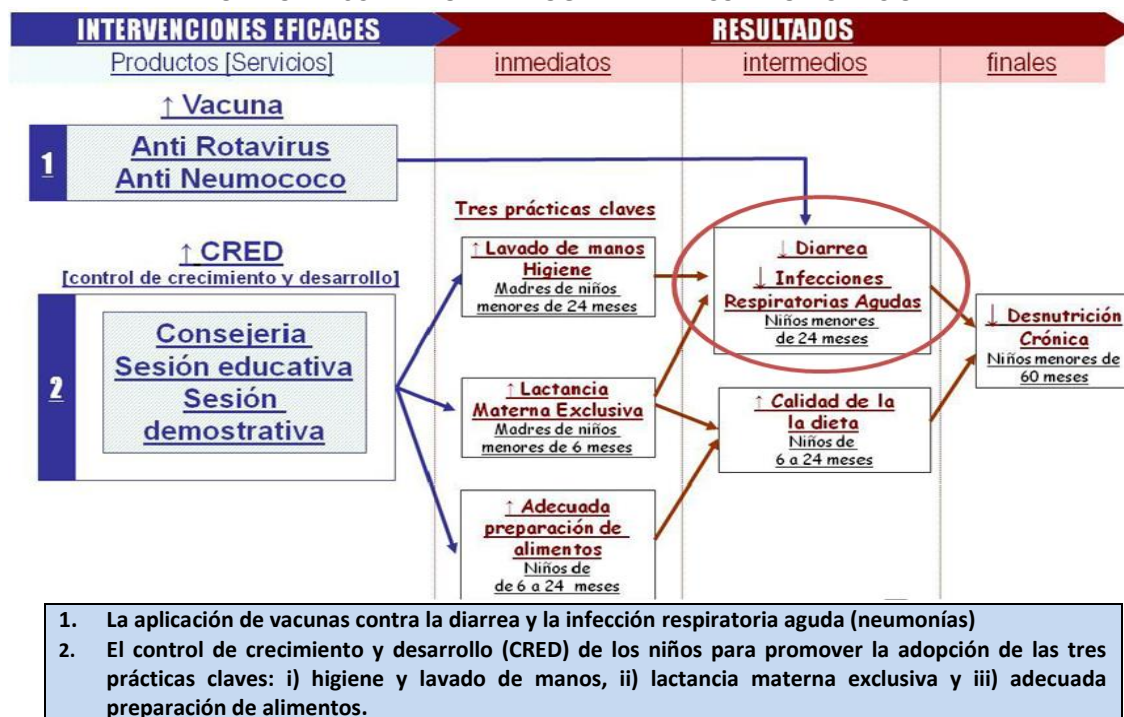 INTERVENCIONES EFICACES
RESULTADOS
Productos [Servicios]
inmediatos
intermedios
finales
↑ Vacuna
1
Anti Rotavirus
Anti Neumococo
↑ CRED
[control de crecimiento y desarrollo]
2
Consejeria
Sesión educativa
Sesión
demostrativa
Tres prácticas claves
↑ Lavado de manos
Higiene
Madres de niños
menores de 24 meses
↑ Lactancia
Materna Exclusiva
Madres de niños
menores de 6 meses
↑ Adecuada
preparación de
alimentos
Niños de
de 6 a 24 meses
↓ Diarrea
↓ Infecciones
Respiratorias Agudas
Niños menores
de 24 meses
↑ Calidad de la
la dieta
Niños de
6 a 24 meses
↓ Desnutrición
Crónica
Niños menores de
60 meses
1. La aplicación de vacunas contra la diarrea y la infección respiratoria aguda (neumonías)
2. El control de crecimiento y desarrollo (CRED) de los niños para promover la adopción de las tres
prácticas claves: i) higiene y lavado de manos, ii) lactancia materna exclusiva y iii) adecuada
preparación de alimentos.